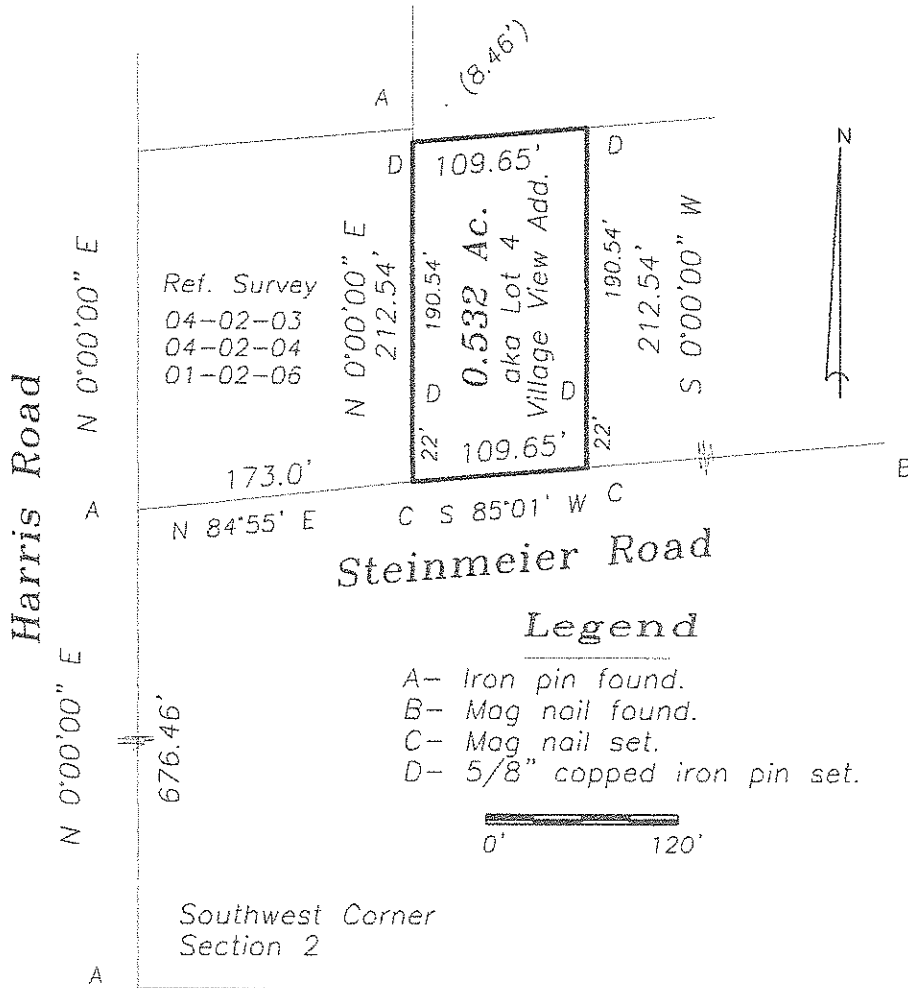 (8.46')
A
N
D
109.65'
D
N 0°00'00" E
Ref. Survey
04-02-03
04-02-04
01-02-06
N 0°00'00" E
212.54'
190.54'
0.532 Ac.
aka Lot 4
Village View Add.
190.54'
212.54'
S 0°00'00" W
Harris Road
D
D
22'
109.65'
22'
173.0'
B
A
N 84°55' E
C
S 85°01' W
C
Steinmeier Road
Legend
A- Iron pin found.
B- Mag nail found.
C- Mag nail set.
D- 5/8" capped iron pin set.
N 0°00'00" E
676.46'
0'
120'
Southwest Corner
Section 2
A